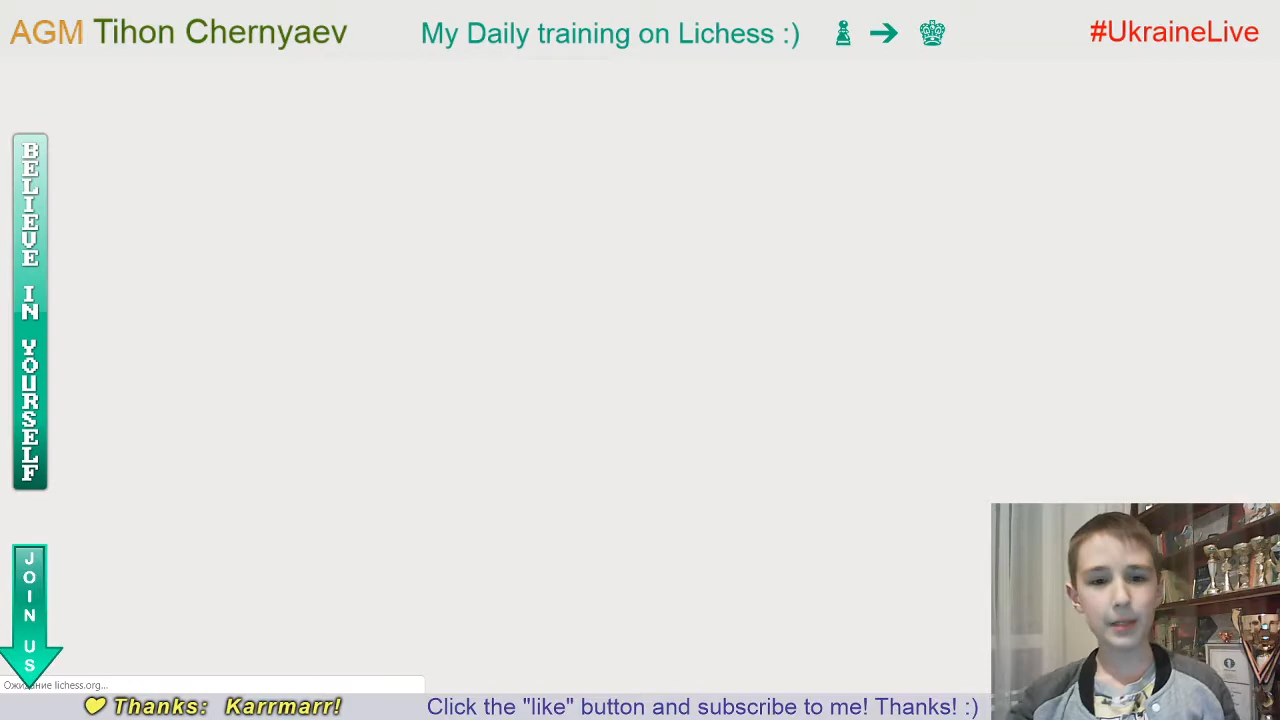 AGM Tihon Chernyaev
My Daily training on Lichess :)
#UkraineLive
BELIEVE IN YOURSELF
JOIN US
Ожидание lichess.org...
Thanks: Karrmarr!
Click the "like" button and subscribe to me! Thanks! :)